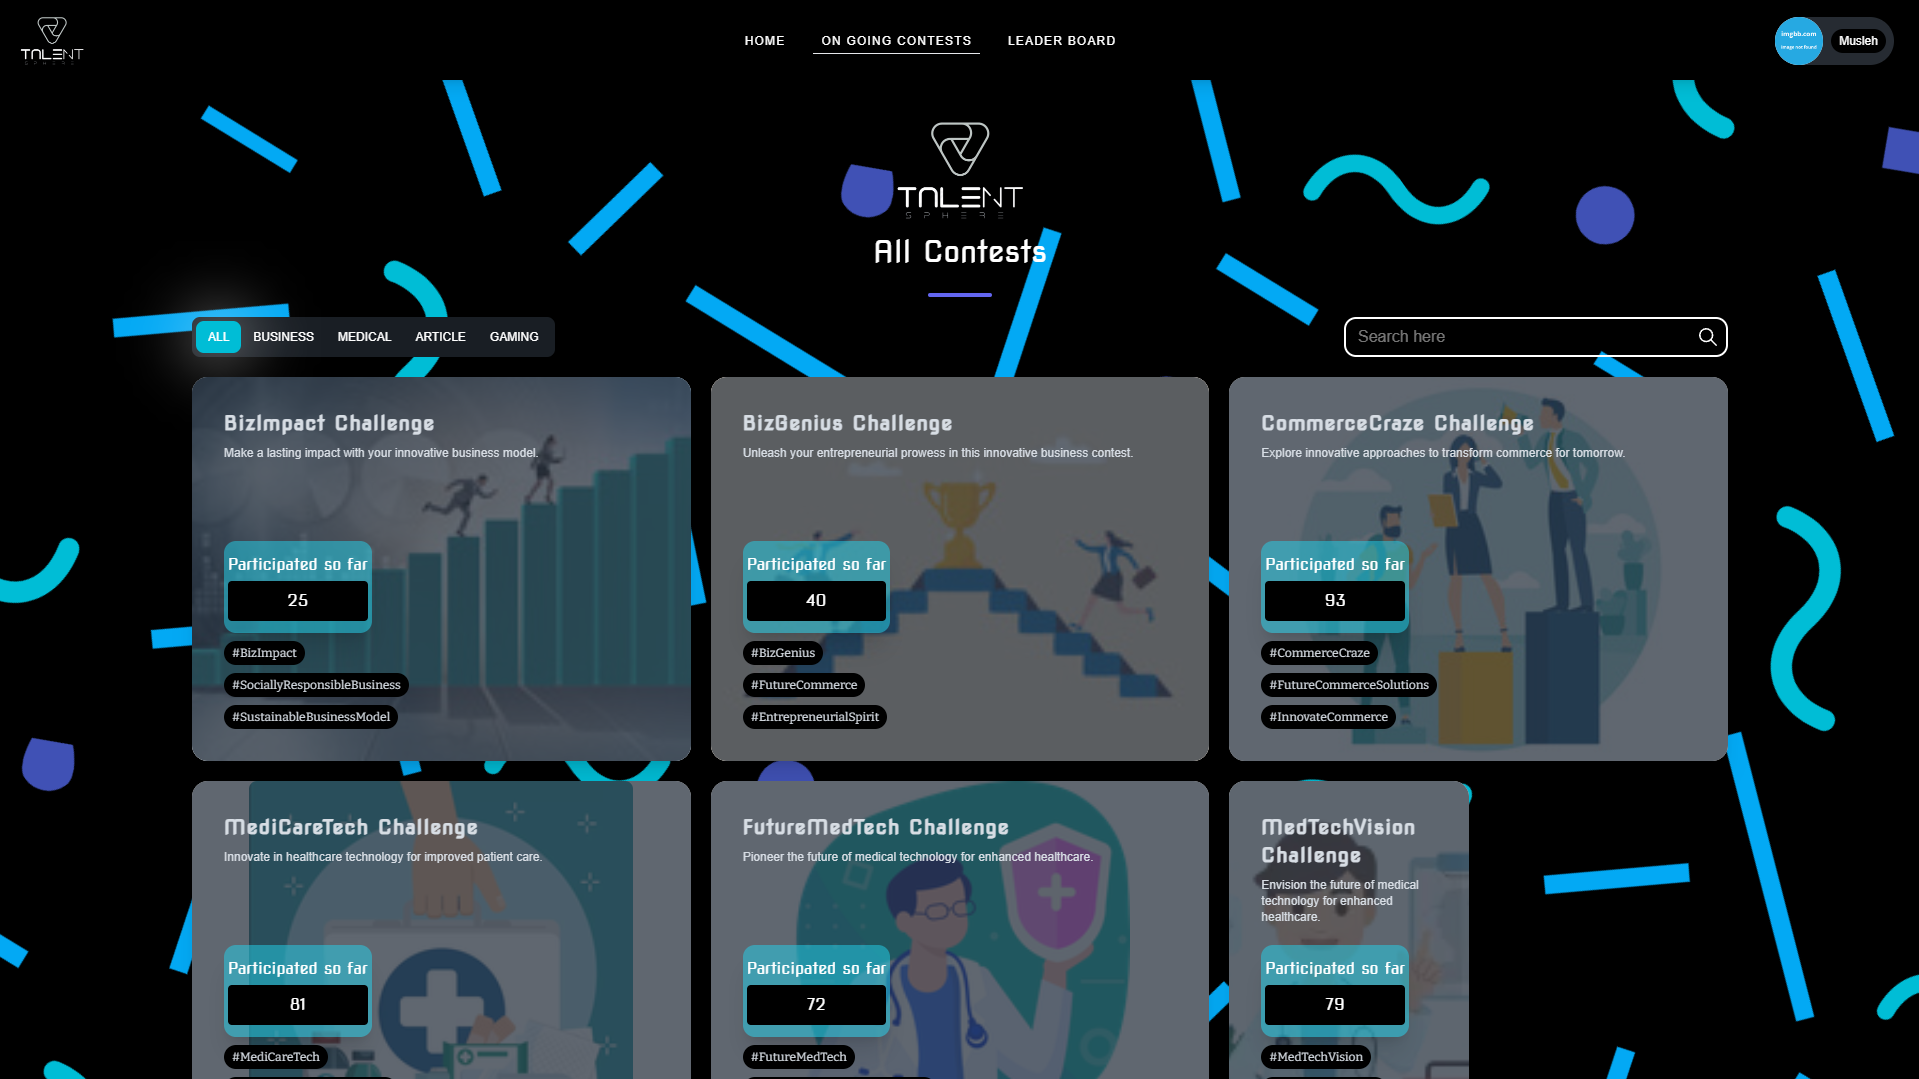 TALENT
SPHERE
HOME
ON GOING CONTESTS
LEADER BOARD
imgbb.com
image not found
Musleh
TALENT
SPHERE
All Contests
ALL
BUSINESS
MEDICAL
ARTICLE
GAMING
Search here
BizImpact Challenge
Make a lasting impact with your innovative business model.
Participated so far
25
#BizImpact
#SociallyResponsibleBusiness
#SustainableBusinessModel
BizGenius Challenge
Unleash your entrepreneurial prowess in this innovative business contest.
Participated so far
40
#BizGenius
#FutureCommerce
#EntrepreneurialSpirit
CommerceCraze Challenge
Explore innovative approaches to transform commerce for tomorrow.
Participated so far
93
#CommerceCraze
#FutureCommerceSolutions
#InnovateCommerce
MediCareTech Challenge
Innovate in healthcare technology for improved patient care.
Participated so far
81
#MediCareTech
FutureMedTech Challenge
Pioneer the future of medical technology for enhanced healthcare.
Participated so far
72
#FutureMedTech
MedTechVision
Challenge
Envision the future of medical
technology for enhanced
healthcare.
Participated so far
79
#MedTechVision